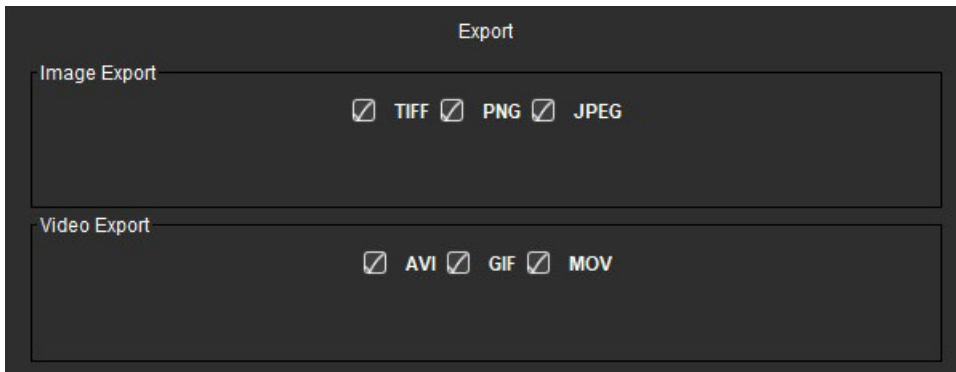 Export
Image Export
TIFF PNG JPEG
Video Export
AVI GIF MOV